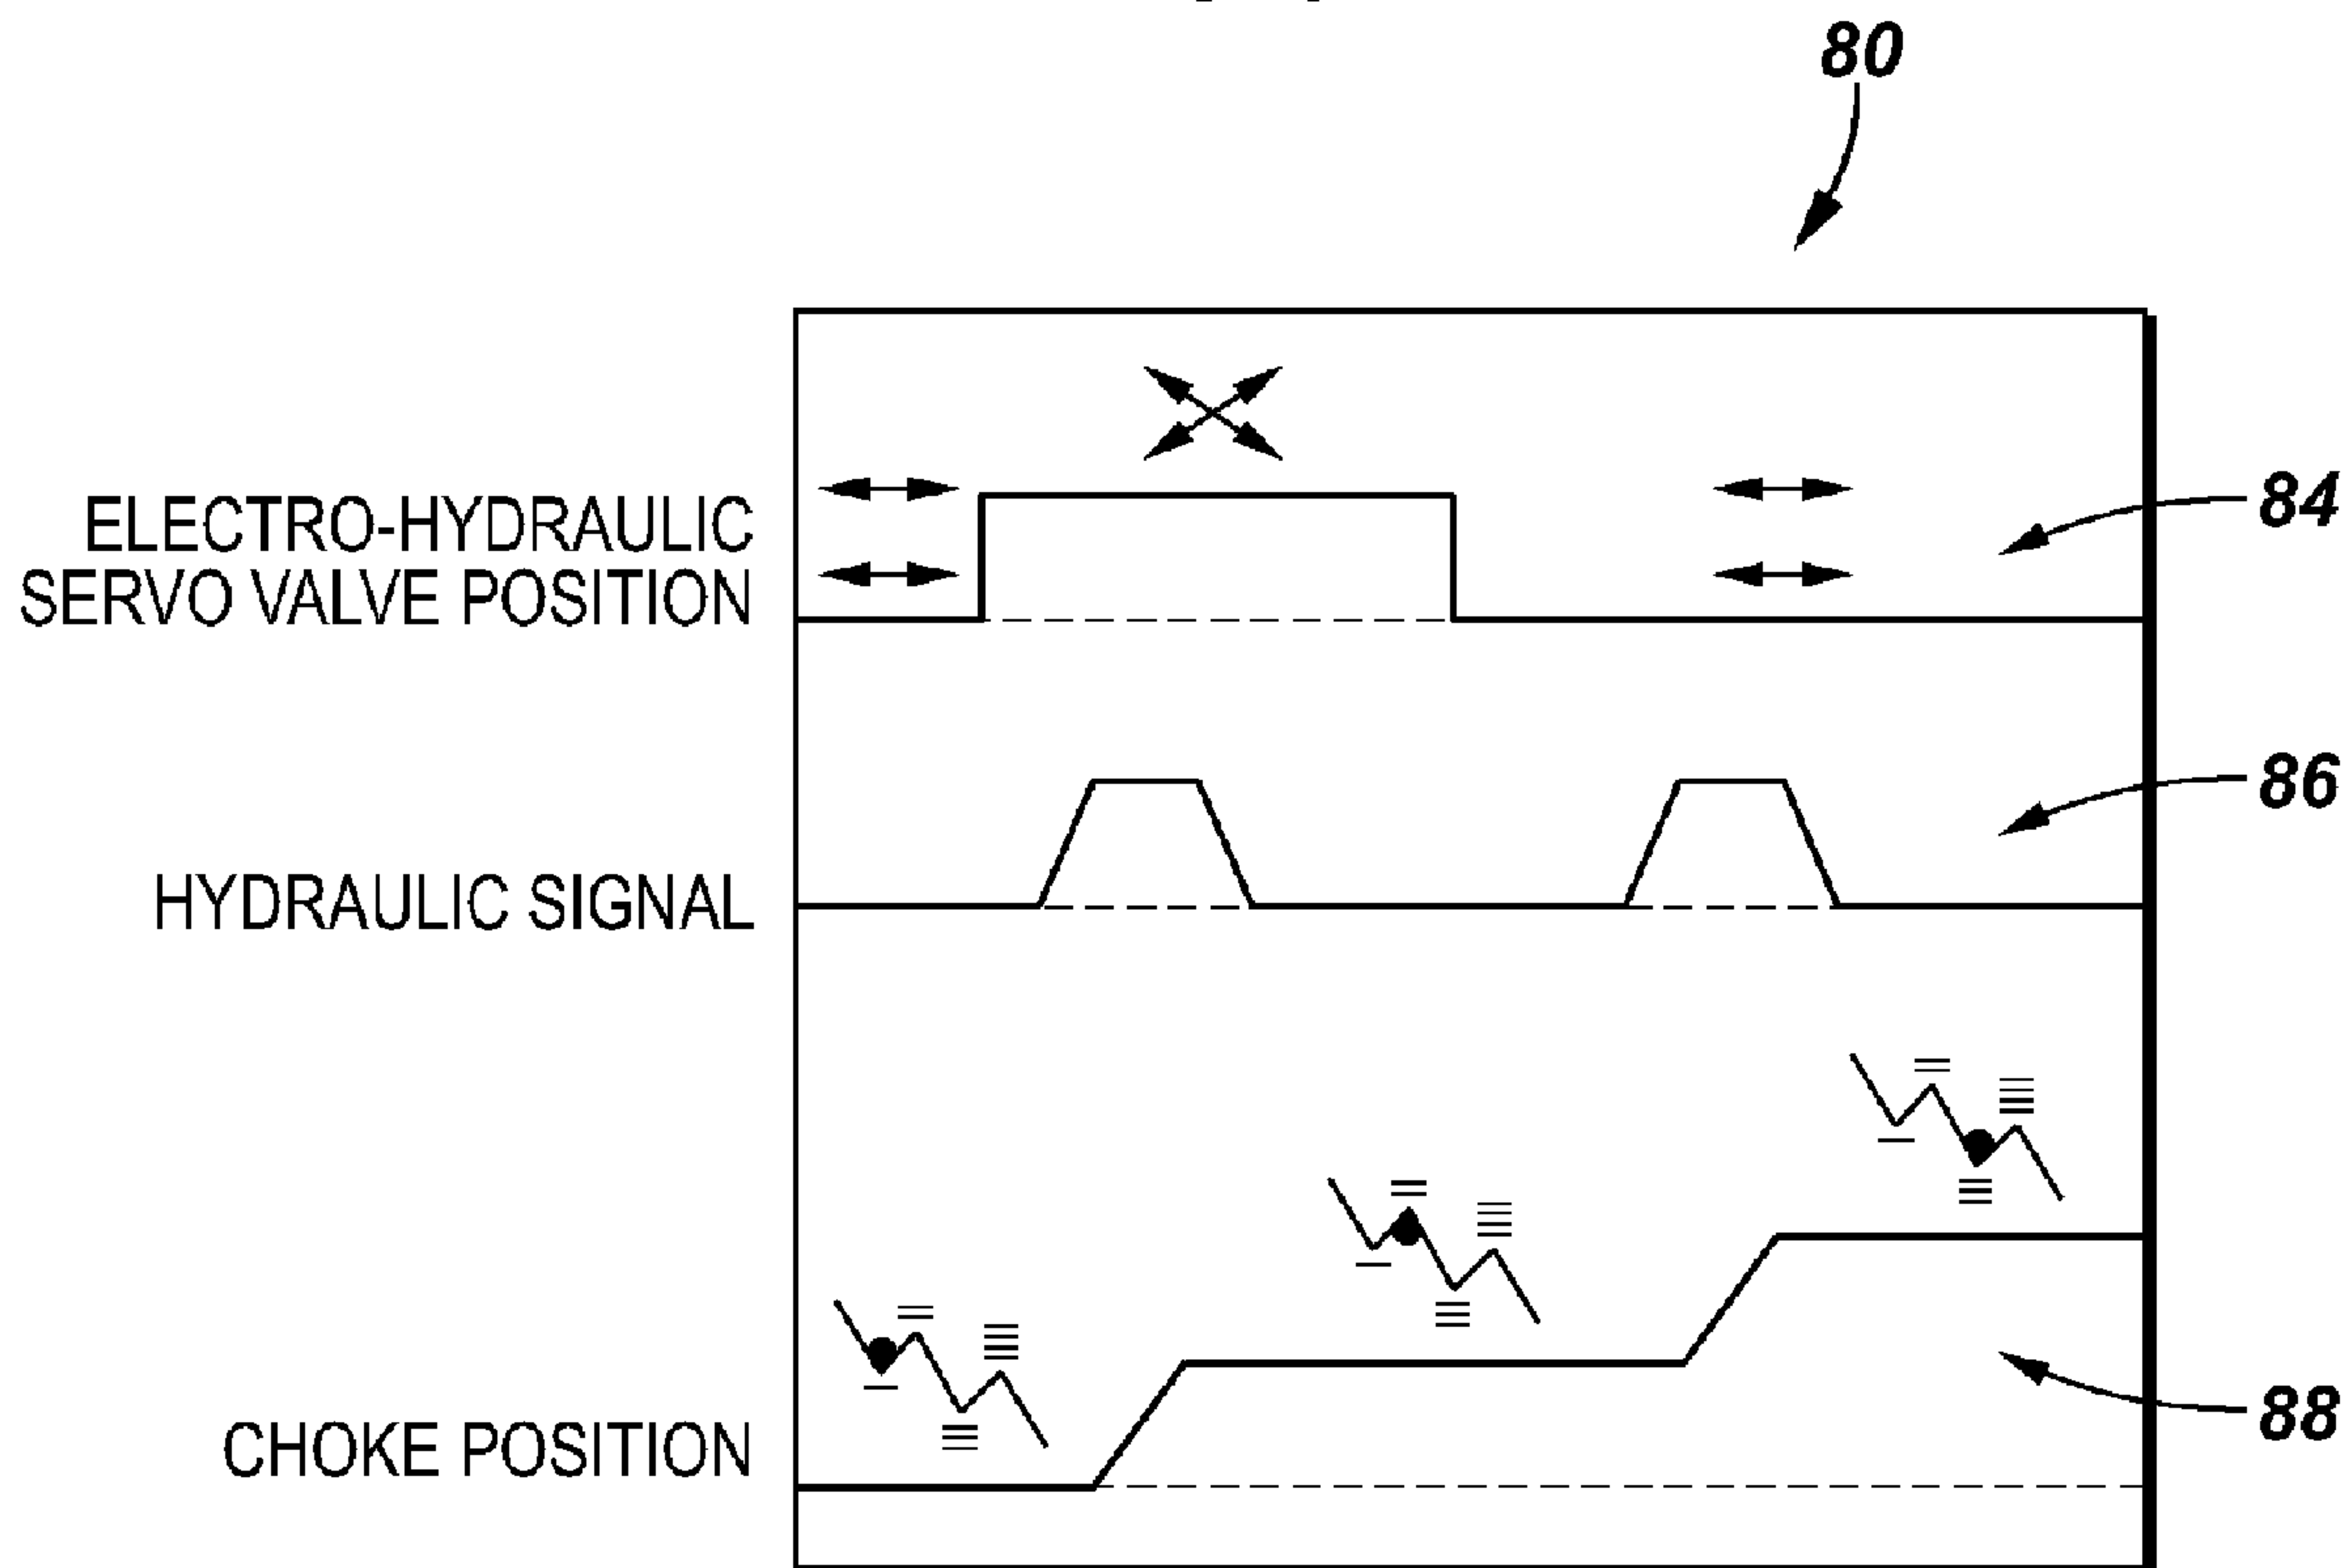 80
ELECTRO-HYDRAULIC
SERVO VALVE POSITION
84
86
HYDRAULIC SIGNAL
CHOKE POSITION
88